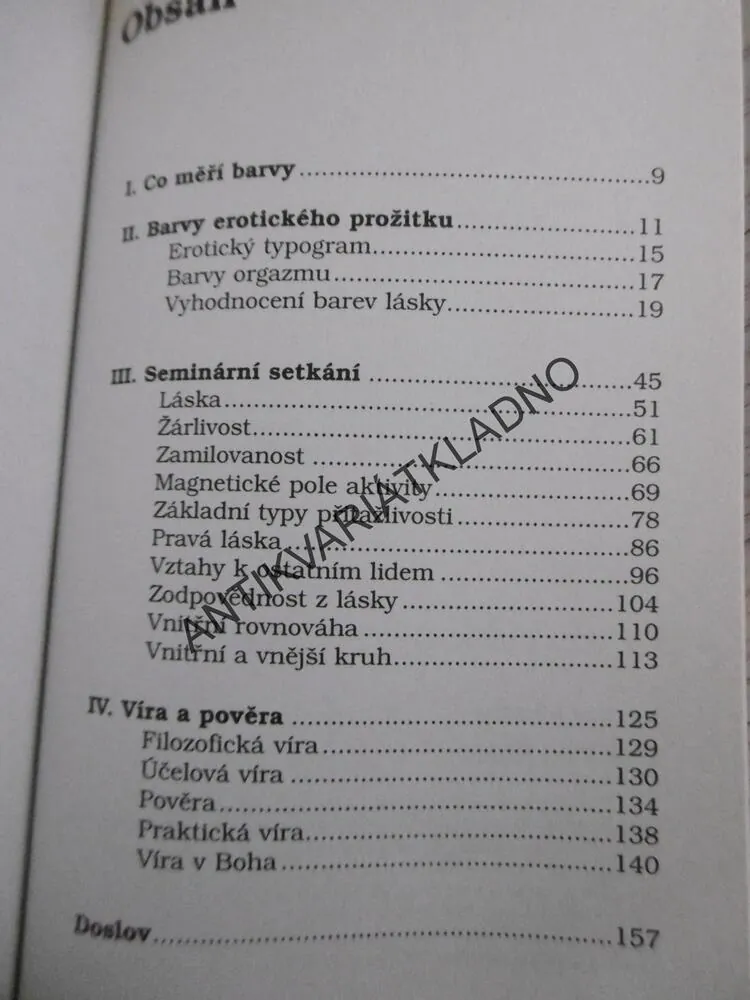 Obsah
I. Co měří barvy.......................................................9
II. Barvy erotického prožitku.............................11
Erotický typogram..........................................15
Barvy orgazmu................................................17
Vyhodnocení barev lásky..............................19
III. Seminární setkání ........................................45
Láska................................................................51
Žárlivost...........................................................61
Zamilovanost ..................................................66
Magnetické pole aktivity...............................69
Základní typy přitažlivosti...........................78
Pravá láska......................................................86
Vztahy k ostatním lidem .............................96
Zodpovědnost z lásky .................................104
Vnitřní rovnováha.......................................110
Vnitřní a vnější kruh..................................113
IV. Víra a pověra ..................................................125
Filozofická víra..............................................129
Účelová víra ..................................................130
Pověra..............................................................134
Praktická víra.................................................138
Víra v Boha.....................................................140
Doslov......................................................................157
ANTIKVARIÁTKLADNO